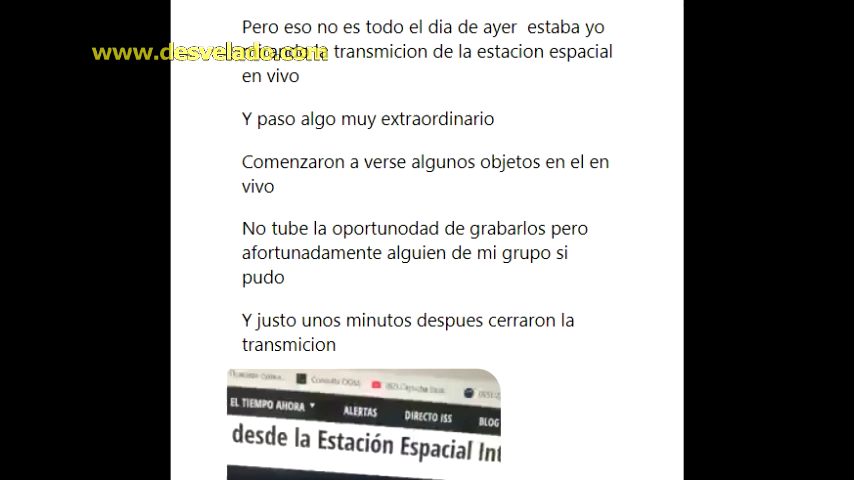 Pero eso no es todo el dia de ayer estaba yo
www.desvelado.com
transmicion de la estacion espacial
en vivo
Y paso algo muy extraordinario
Comenzaron a verse algunos objetos en el en
vivo
No tube la oportunodad de grabarlos pero
afortunadamente alguien de mi grupo si
pudo
Y justo unos minutos despues cerraron la
transmicion
EL TIEMPO AHORA
ALERTAS
DIRECTO ISS
BLOG
desde la Estación Espacial